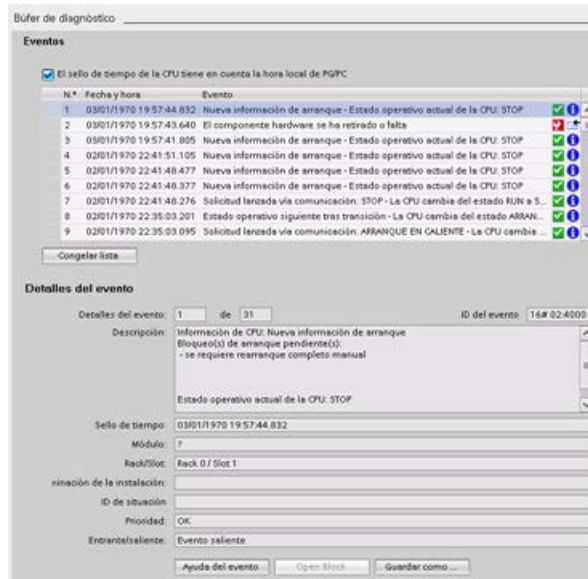 Búfer de diagnóstico
Eventos
El sello de tiempo de la CPU tiene en cuenta la hora local de PG/PC
N.º Fecha y hora Evento
1 03/01/1970 19:57:44.832 Nueva información de arranque - Estado operativo actual de la CPU: STOP
2 03/01/1970 19:57:43.640 El componente hardware se ha retirado o falta
3 03/01/1970 19:57:41.805 Nueva información de arranque - Estado operativo actual de la CPU: STOP
4 02/01/1970 22:41:51.105 Nueva información de arranque - Estado operativo actual de la CPU: STOP
5 02/01/1970 22:41:48.477 Nueva información de arranque - Estado operativo actual de la CPU: STOP
6 02/01/1970 22:41:48.377 Nueva información de arranque - Estado operativo actual de la CPU: STOP
7 02/01/1970 22:41:48.276 Solicitud lanzada vía comunicación: STOP - La CPU cambia del estado RUN a S...
8 02/01/1970 22:35:03.201 Estado operativo siguiente tras transición - La CPU cambia del estado ARRAN...
9 02/01/1970 22:35:03.095 Solicitud lanzada vía comunicación: ARRANQUE EN CALIENTE - La CPU cambia ...
Congelar lista
Detalles del evento
Detalles del evento: 1 de 31 ID del evento 16# 02:4000
Descripción: Información de CPU: Nueva información de arranque
Bloqueo(s) de arranque pendiente(s):
- se requiere rearranque completo manual
Estado operativo actual de la CPU: STOP
Sello de tiempo: 03/01/1970 19:57:44.832
Módulo: ?
Rack/Slot: Rack 0 / Slot 1
ninación de la instalación:
ID de situación
Prioridad: OK.
Entrante/saliente: Evento saliente
Ayuda del evento Open Block Guardar como ...